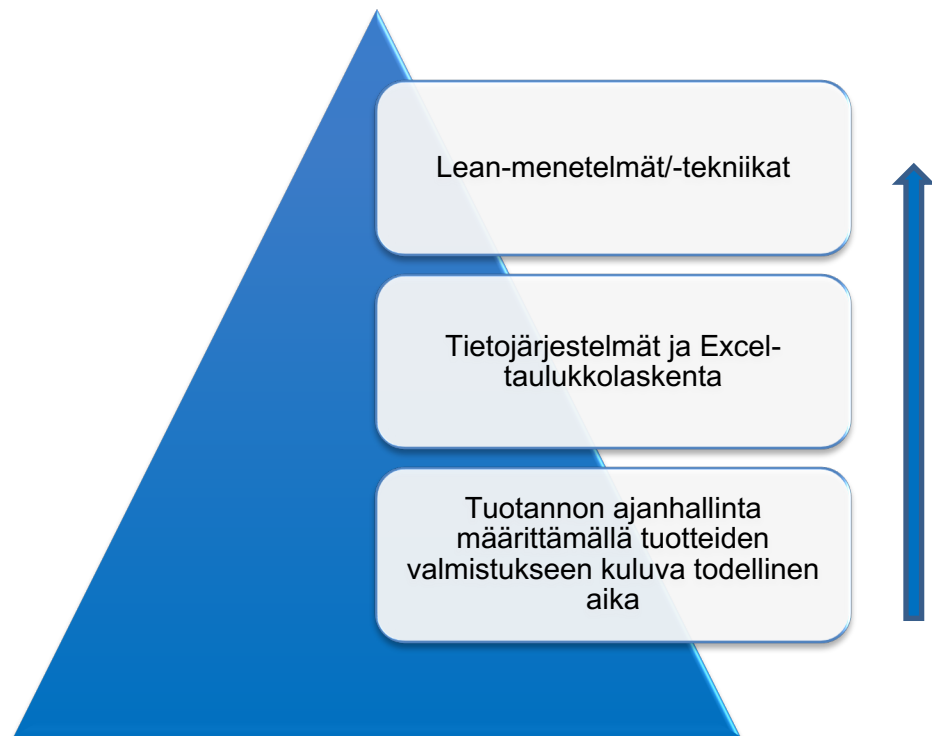 Lean-menetelmät/-tekniikat
Tietojärjestelmät ja Excel-
taulukkolaskenta
Tuotannon ajanhallinta
määrittämällä tuotteiden
valmistukseen kuluva todellinen
aika